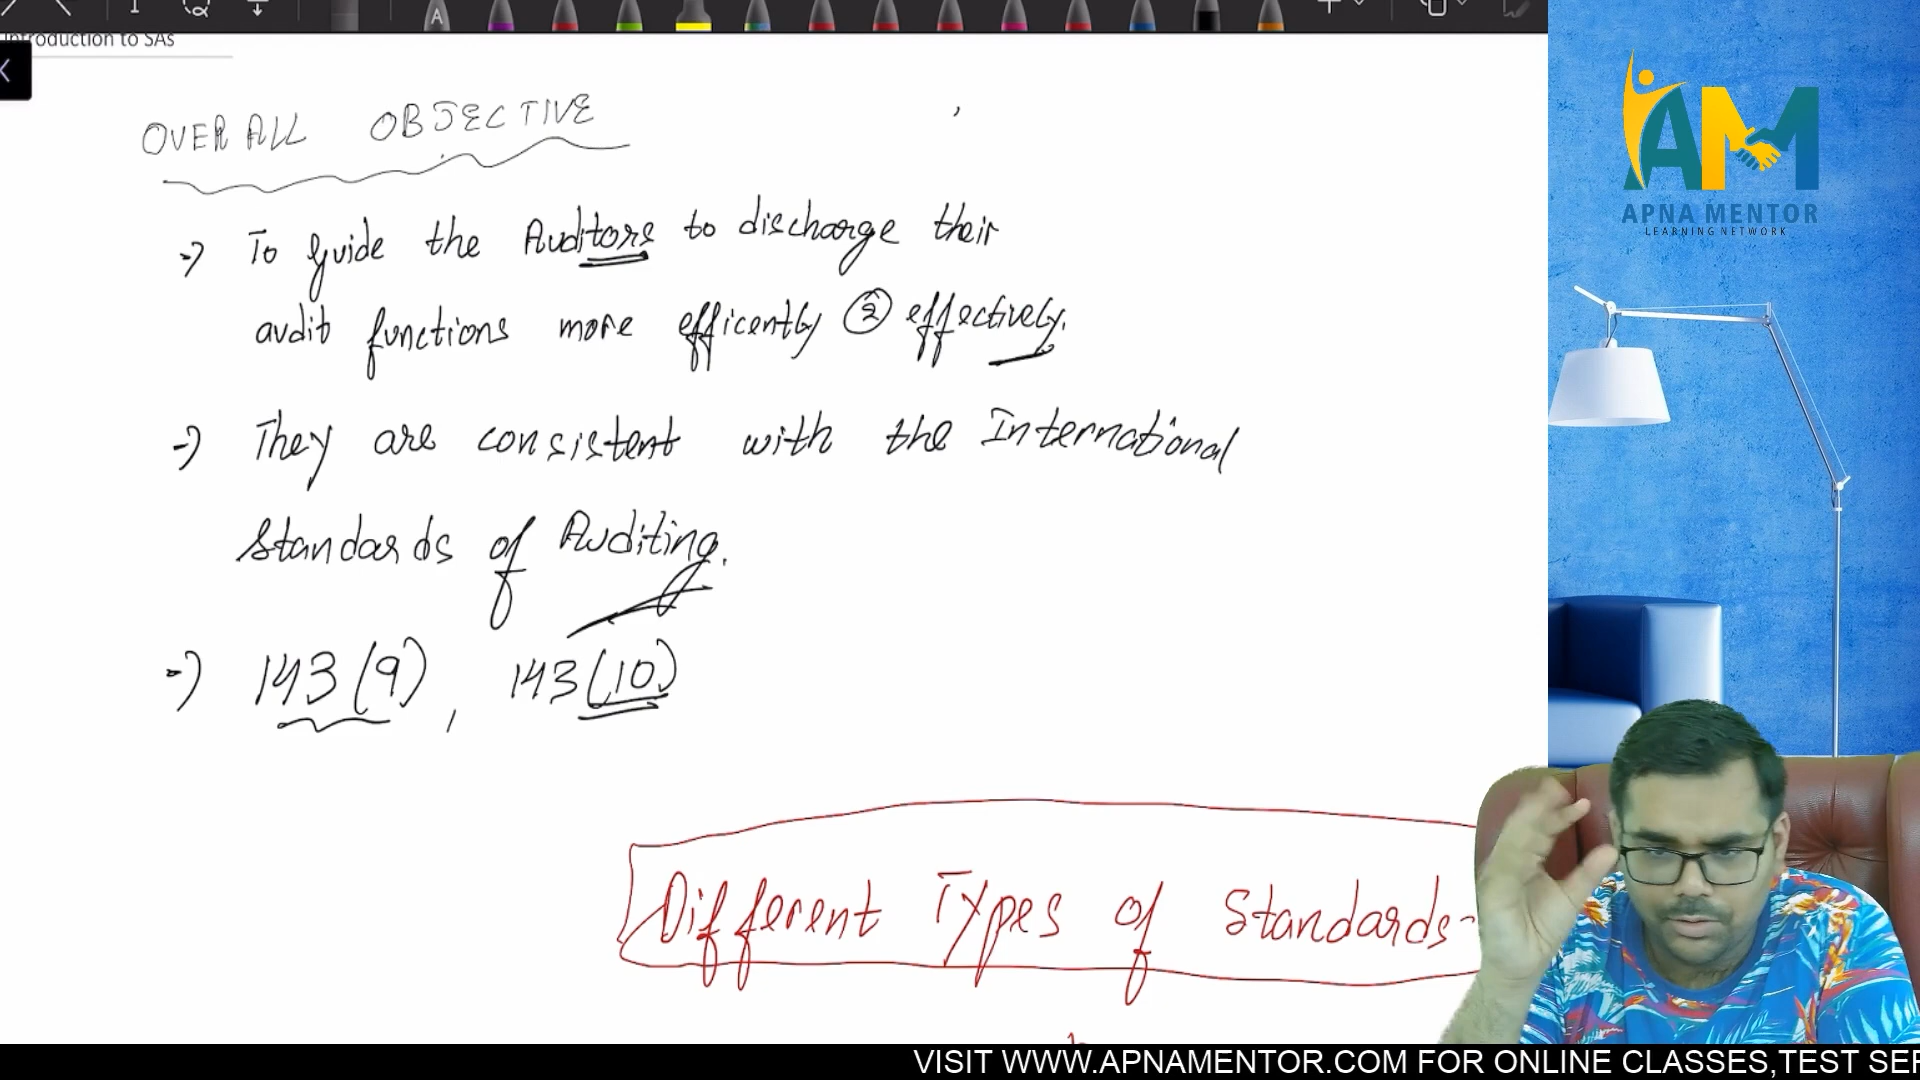 Introduction to SAs
OVERALL OBJECTIVE
=) To guide the Auditors to discharge their
audit functions more efficently & effectively.
=) They are consistent with the International
Standards of Auditing.
=) 143(9), 143(10)
Different Types of Standards-
AM
APNA MENTOR
LEARNING NETWORK
VISIT WWW.APNAMENTOR.COM FOR ONLINE CLASSES,TEST SER